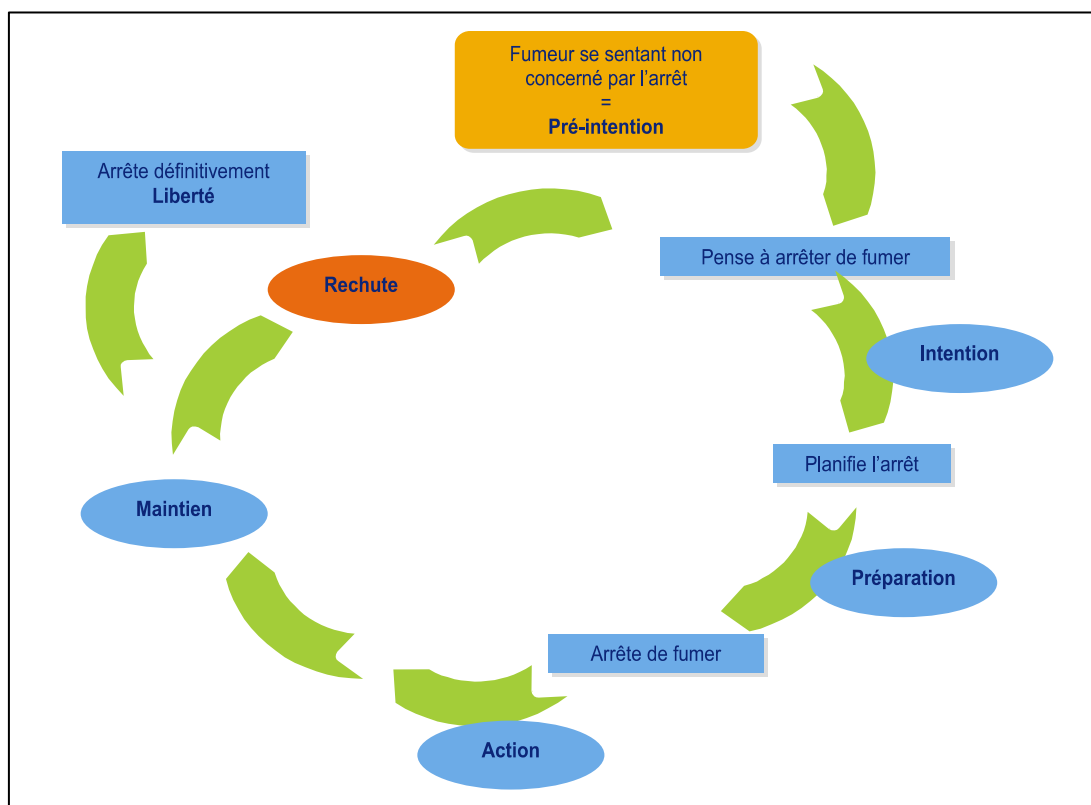 Fumeur se sentant non
concerné par l’arrêt
=
Pré-intention
Arrête définitivement
Liberté
Pense à arrêter de fumer
Rechute
Intention
Planifie l’arrêt
Maintien
Préparation
Arrête de fumer
Action